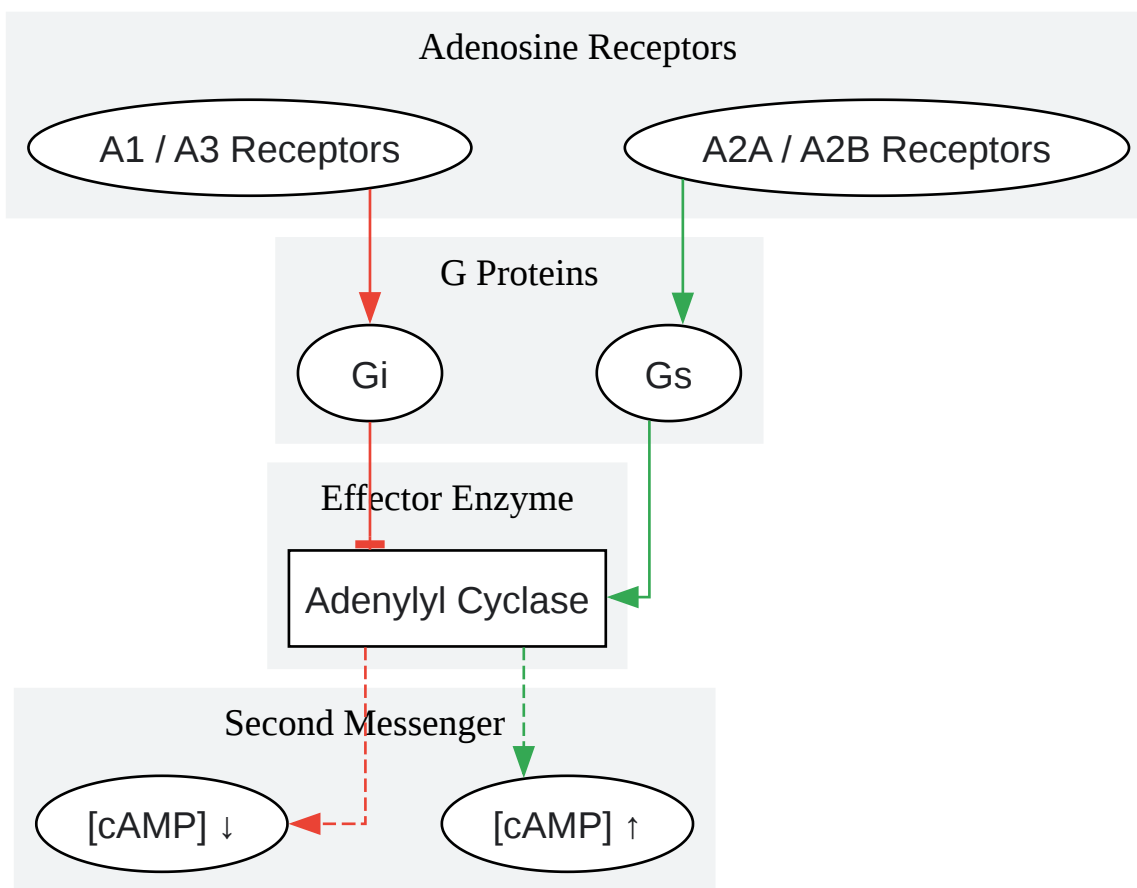 Adenosine Receptors
A1 / A3 Receptors
A2A / A2B Receptors
G Proteins
Gi
Gs
Effector Enzyme
Adenylyl Cyclase
Second Messenger
[cAMP] ↓
[cAMP] ↑